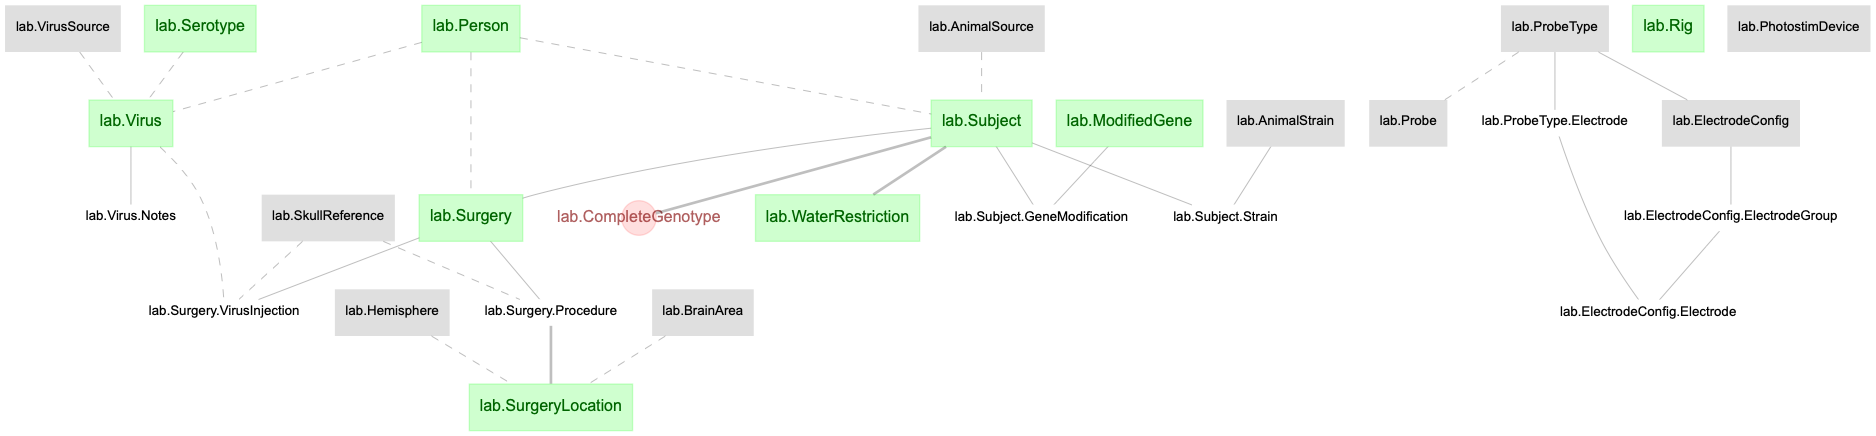 lab.VirusSource
lab.Serotype
lab.Person
lab.AnimalSource
lab.ProbeType
lab.Rig
lab.PhotostimDevice
lab.Virus
lab.Subject
lab.ModifiedGene
lab.AnimalStrain
lab.Probe
lab.ProbeType.Electrode
lab.ElectrodeConfig
lab.Virus.Notes
lab.SkullReference
lab.Surgery
lab.CompleteGenotype
lab.WaterRestriction
lab.Subject.GeneModification
lab.Subject.Strain
lab.ElectrodeConfig.ElectrodeGroup
lab.Surgery.VirusInjection
lab.Hemisphere
lab.Surgery.Procedure
lab.BrainArea
lab.ElectrodeConfig.Electrode
lab.SurgeryLocation